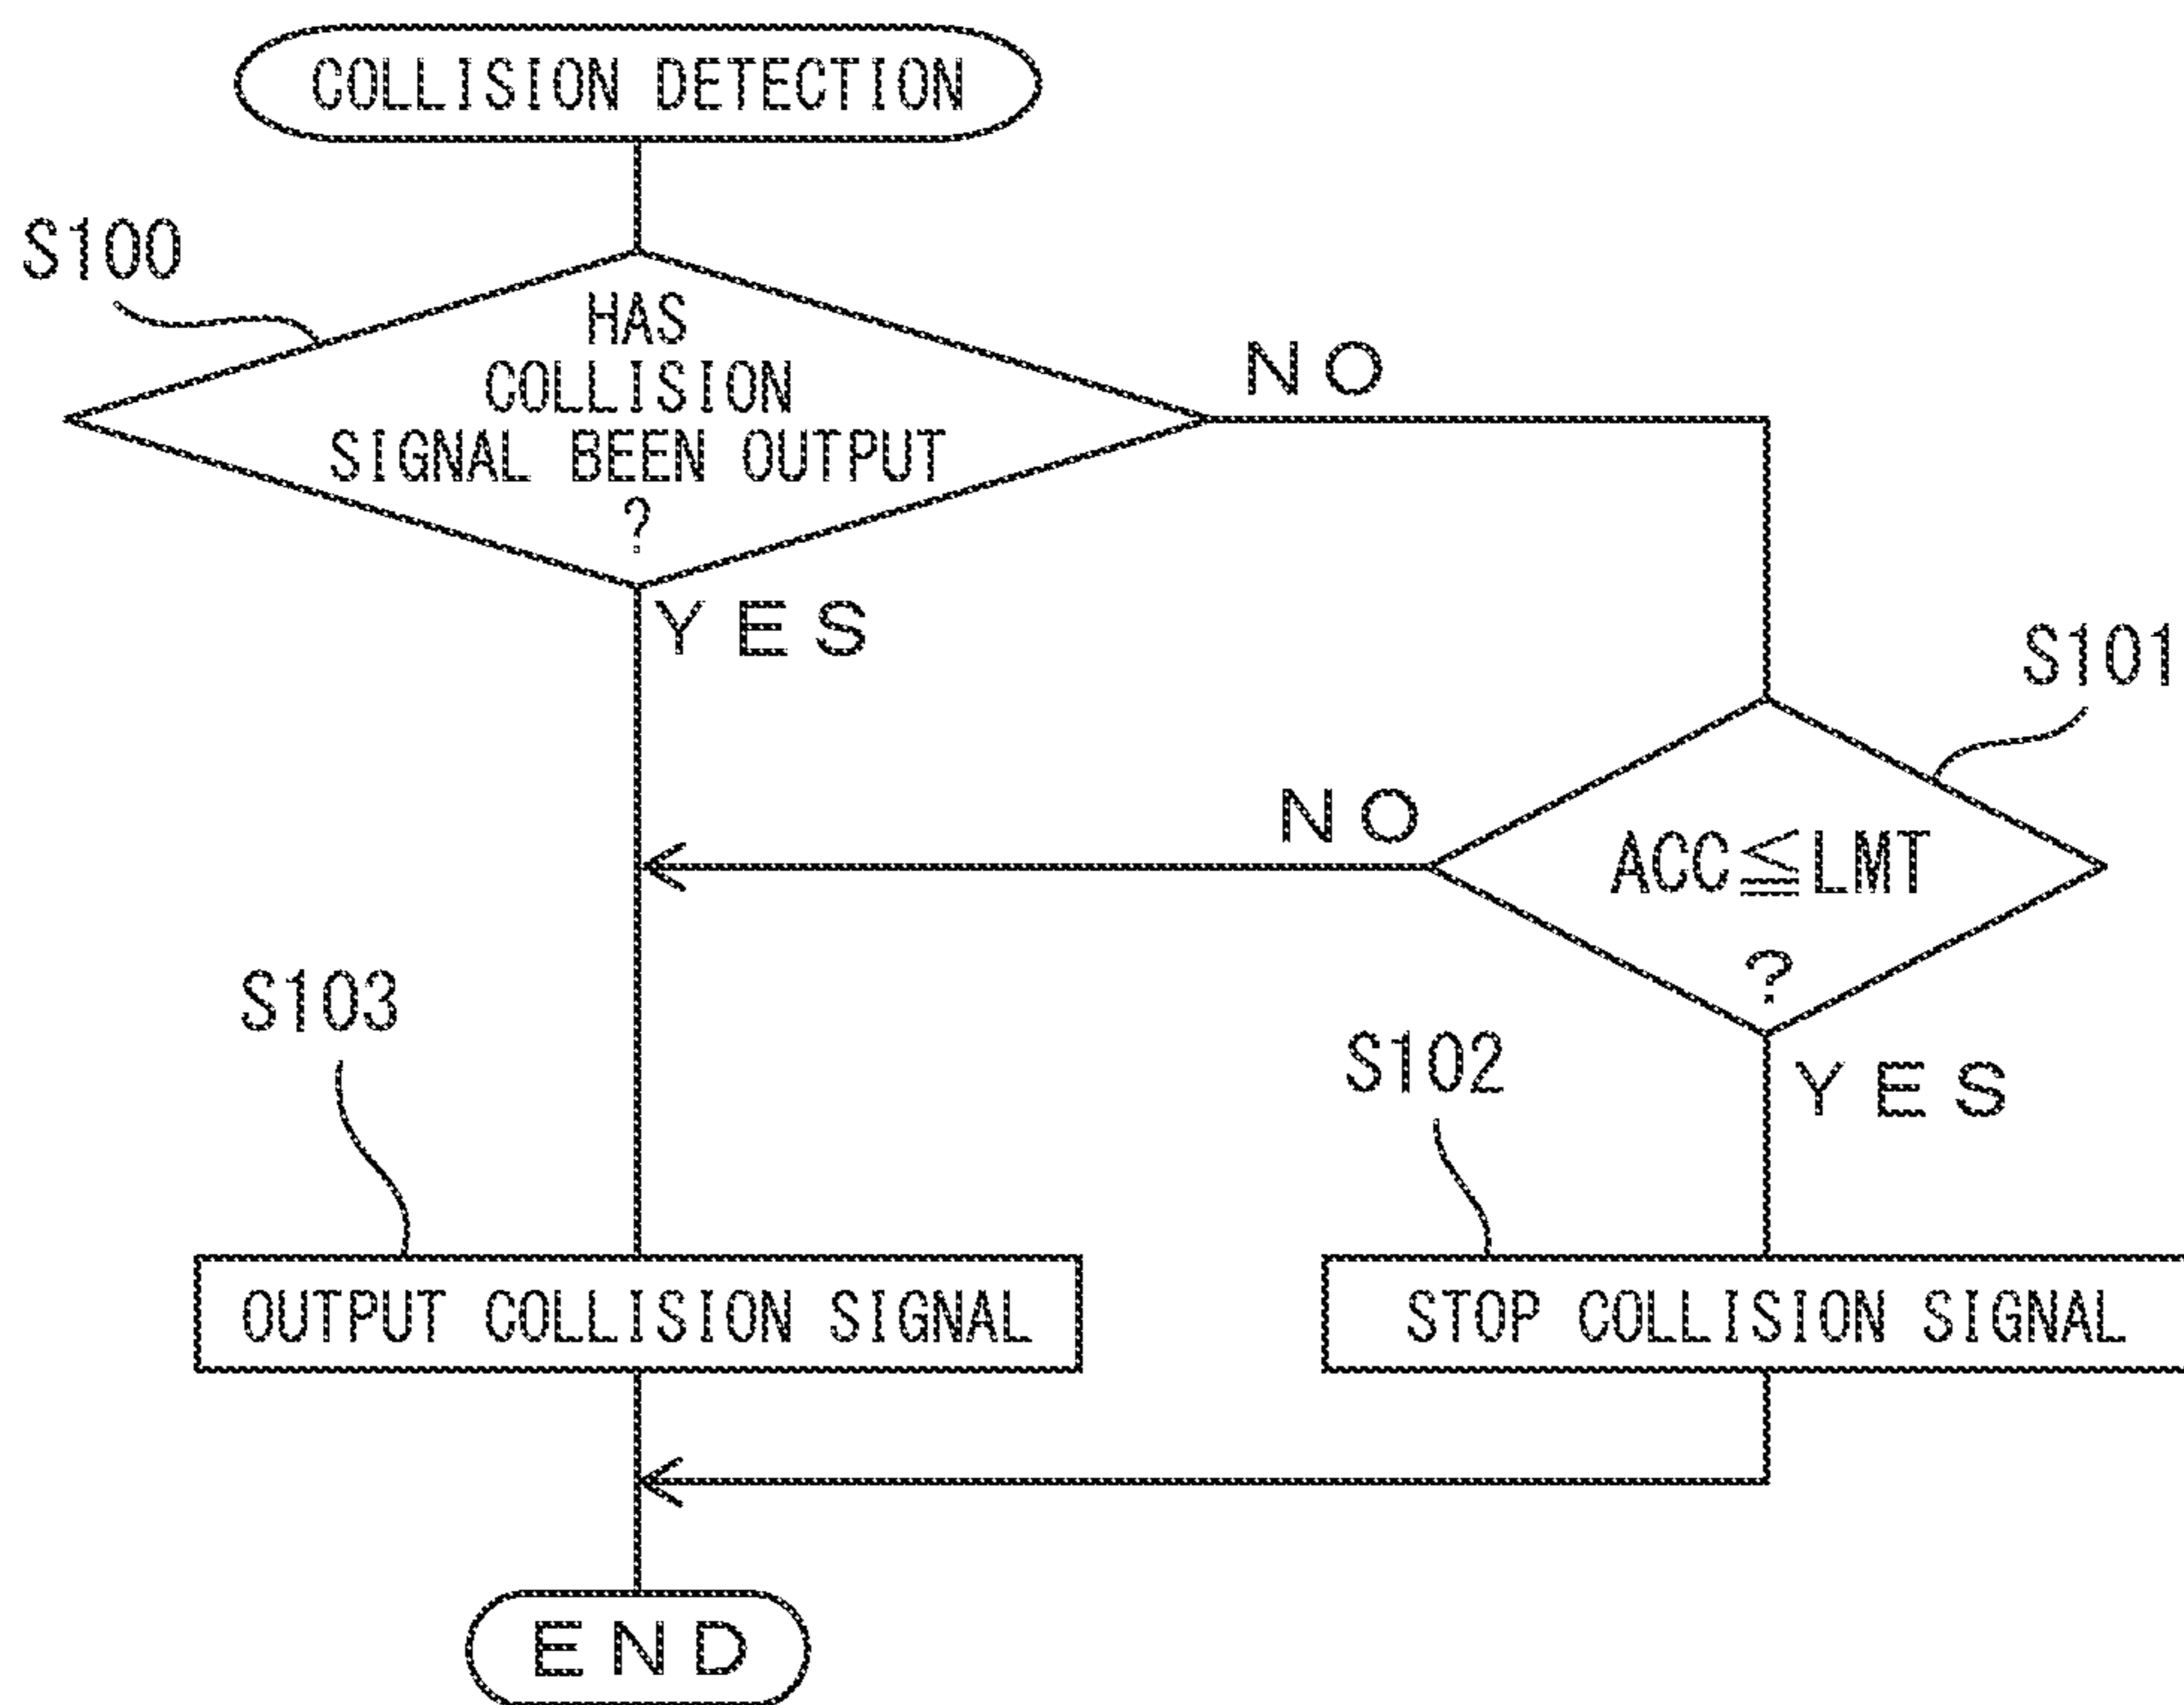 COLLISION DETECTION
S100
HAS
COLLISION
SIGNAL BEEN OUTPUT
?
NO
YES
S101
NO
ACC≦LMT
?
S103
S102
YES
OUTPUT COLLISION SIGNAL
STOP COLLISION SIGNAL
END